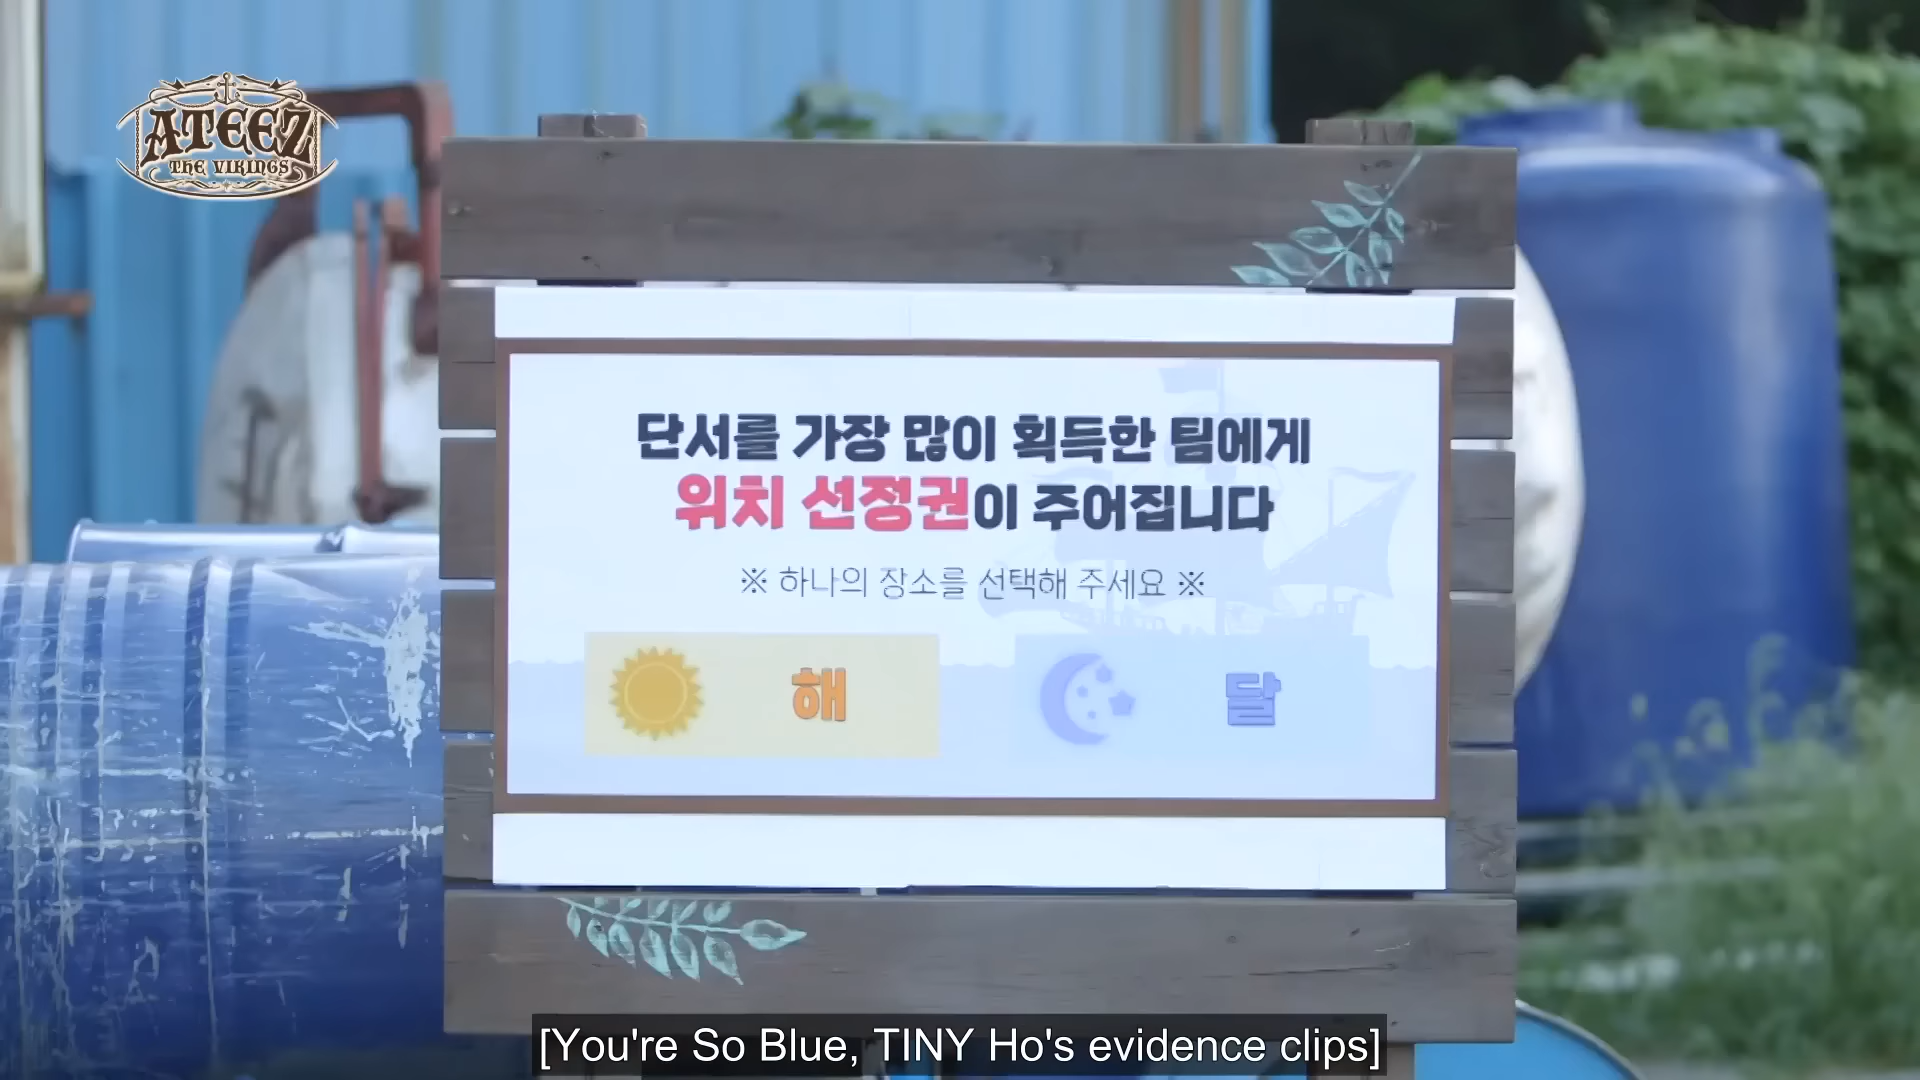 ATEEZ
THE VIKINGS
단서를 가장 많이 획득한 팀에게
위치 선정권이 주어집니다
※ 하나의 장소를 선택해 주세요 ※
해
달
[You're So Blue, TINY Ho's evidence clips]